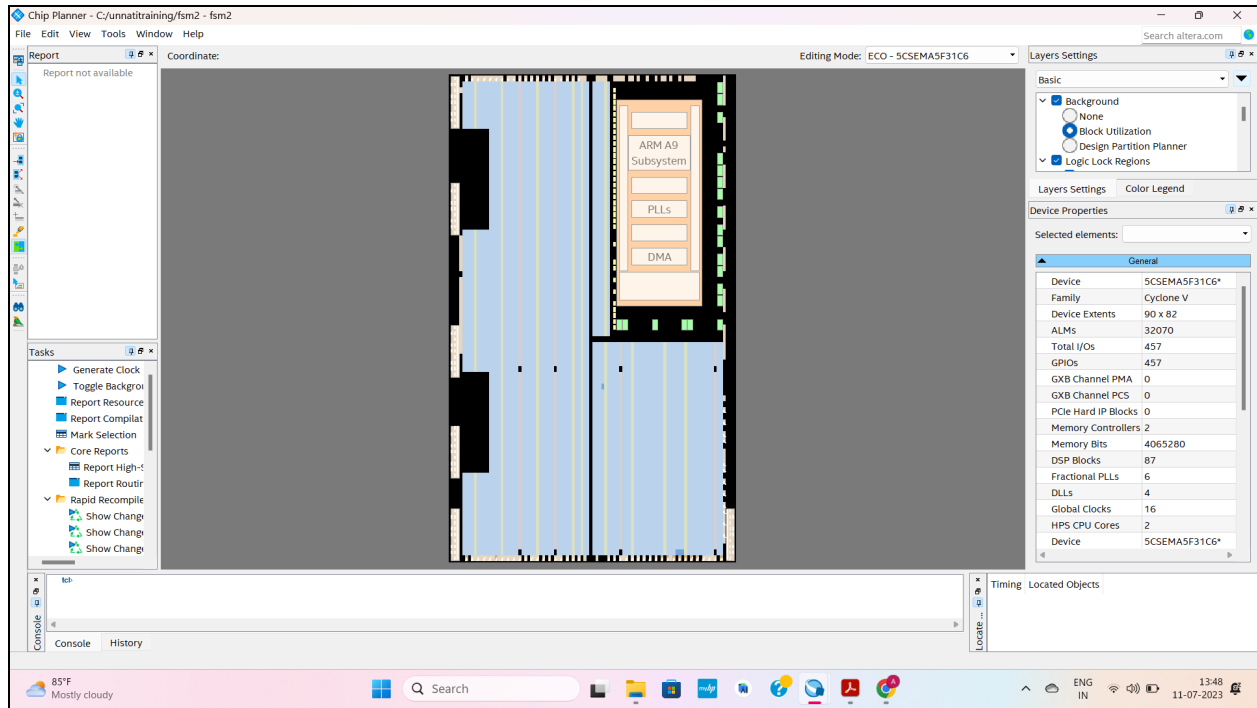 Chip Planner - C:/unnatitraining/fsm2 - fsm2
File Edit View Tools Window Help
Search altera.com
Report
Report not available
Coordinate:
Editing Mode: ECO - 5CSEMA5F31C6
Layers Settings
Basic
Background
None
Block Utilization
Design Partition Planner
Logic Lock Regions
Layers Settings Color Legend
Device Properties
Selected elements:
General
Device 5CSEMA5F31C6*
Family Cyclone V
Device Extents 90 x 82
ALMs 32070
Total I/Os 457
GPIOs 457
GXB Channel PMA 0
GXB Channel PCS 0
PCIe Hard IP Blocks 0
Memory Controllers 2
Memory Bits 4065280
DSP Blocks 87
Fractional PLLs 6
DLLs 4
Global Clocks 16
HPS CPU Cores 2
Device 5CSEMA5F31C6*
ARM A9
Subsystem
PLLs
DMA
Tasks
Generate Clock
Toggle Backgro
Report Resource
Report Compilat
Mark Selection
Core Reports
Report High-S
Report Routin
Rapid Recompile
Show Change
Show Change
Show Change
Console
tcl>
Console History
Locate ...
Timing Located Objects
85°F
Mostly cloudy
Search
myhp
ENG
IN
13:48
11-07-2023